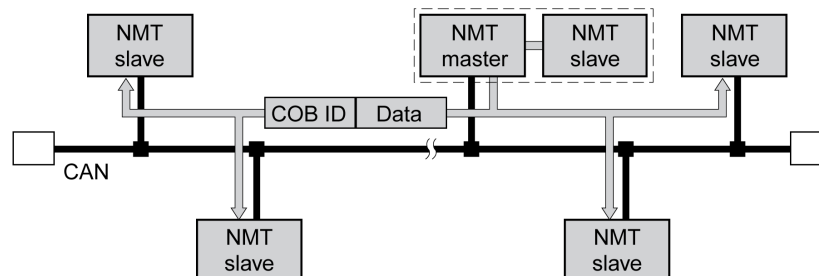 NMT
slave
NMT
master
NMT
slave
NMT
slave
COB ID
Data
CAN
NMT
slave
NMT
slave